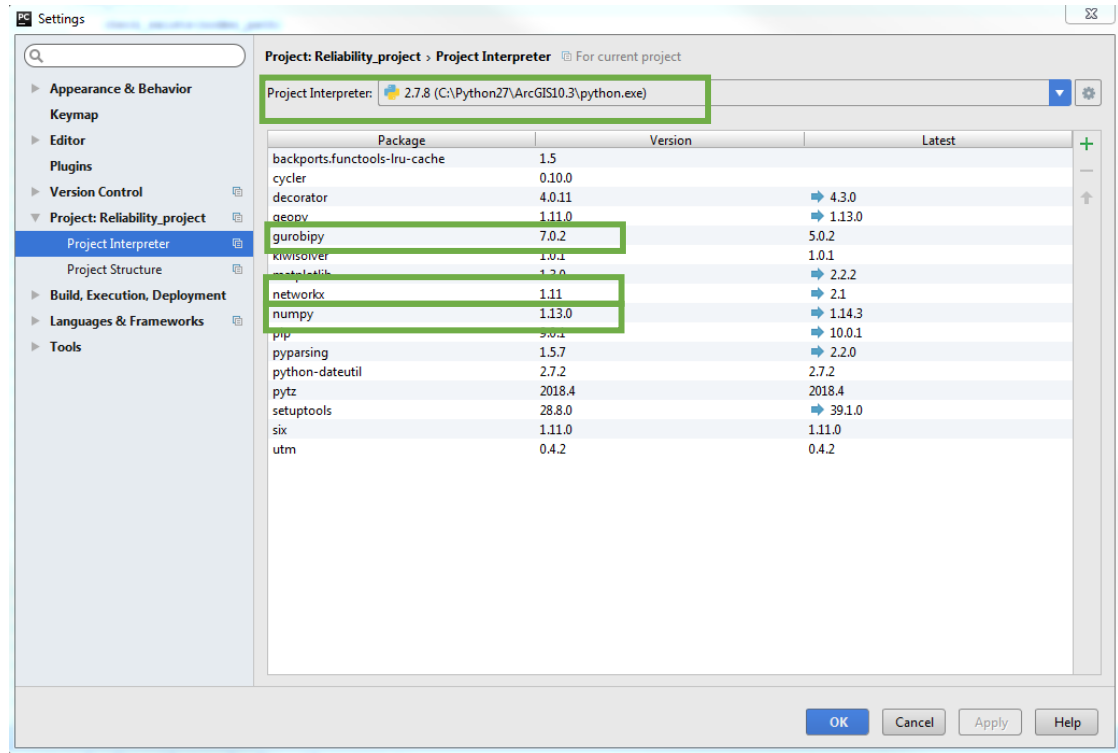 PC Settings
Project: Reliability_project › Project Interpreter For current project
Appearance & Behavior
Keymap
Editor
Plugins
Version Control
Project: Reliability_project
Project Interpreter
Project Structure
Build, Execution, Deployment
Languages & Frameworks
Tools
Project Interpreter: 2.7.8 (C:\Python27\ArcGIS10.3\python.exe)
Package Version Latest
backports.functools-lru-cache 1.5
cycler 0.10.0
decorator 4.0.11 4.3.0
geopy 1.11.0 1.13.0
gurobipy 7.0.2 5.0.2
kiwisolver 1.0.1 1.0.1
matplotlib 2.2.2
networkx 1.11 2.1
numpy 1.13.0 1.14.3
pip 9.0.1 10.0.1
pyparsing 1.5.7 2.2.0
python-dateutil 2.7.2 2.7.2
pytz 2018.4 2018.4
setuptools 28.8.0 39.1.0
six 1.11.0 1.11.0
utm 0.4.2 0.4.2
OK Cancel Apply Help